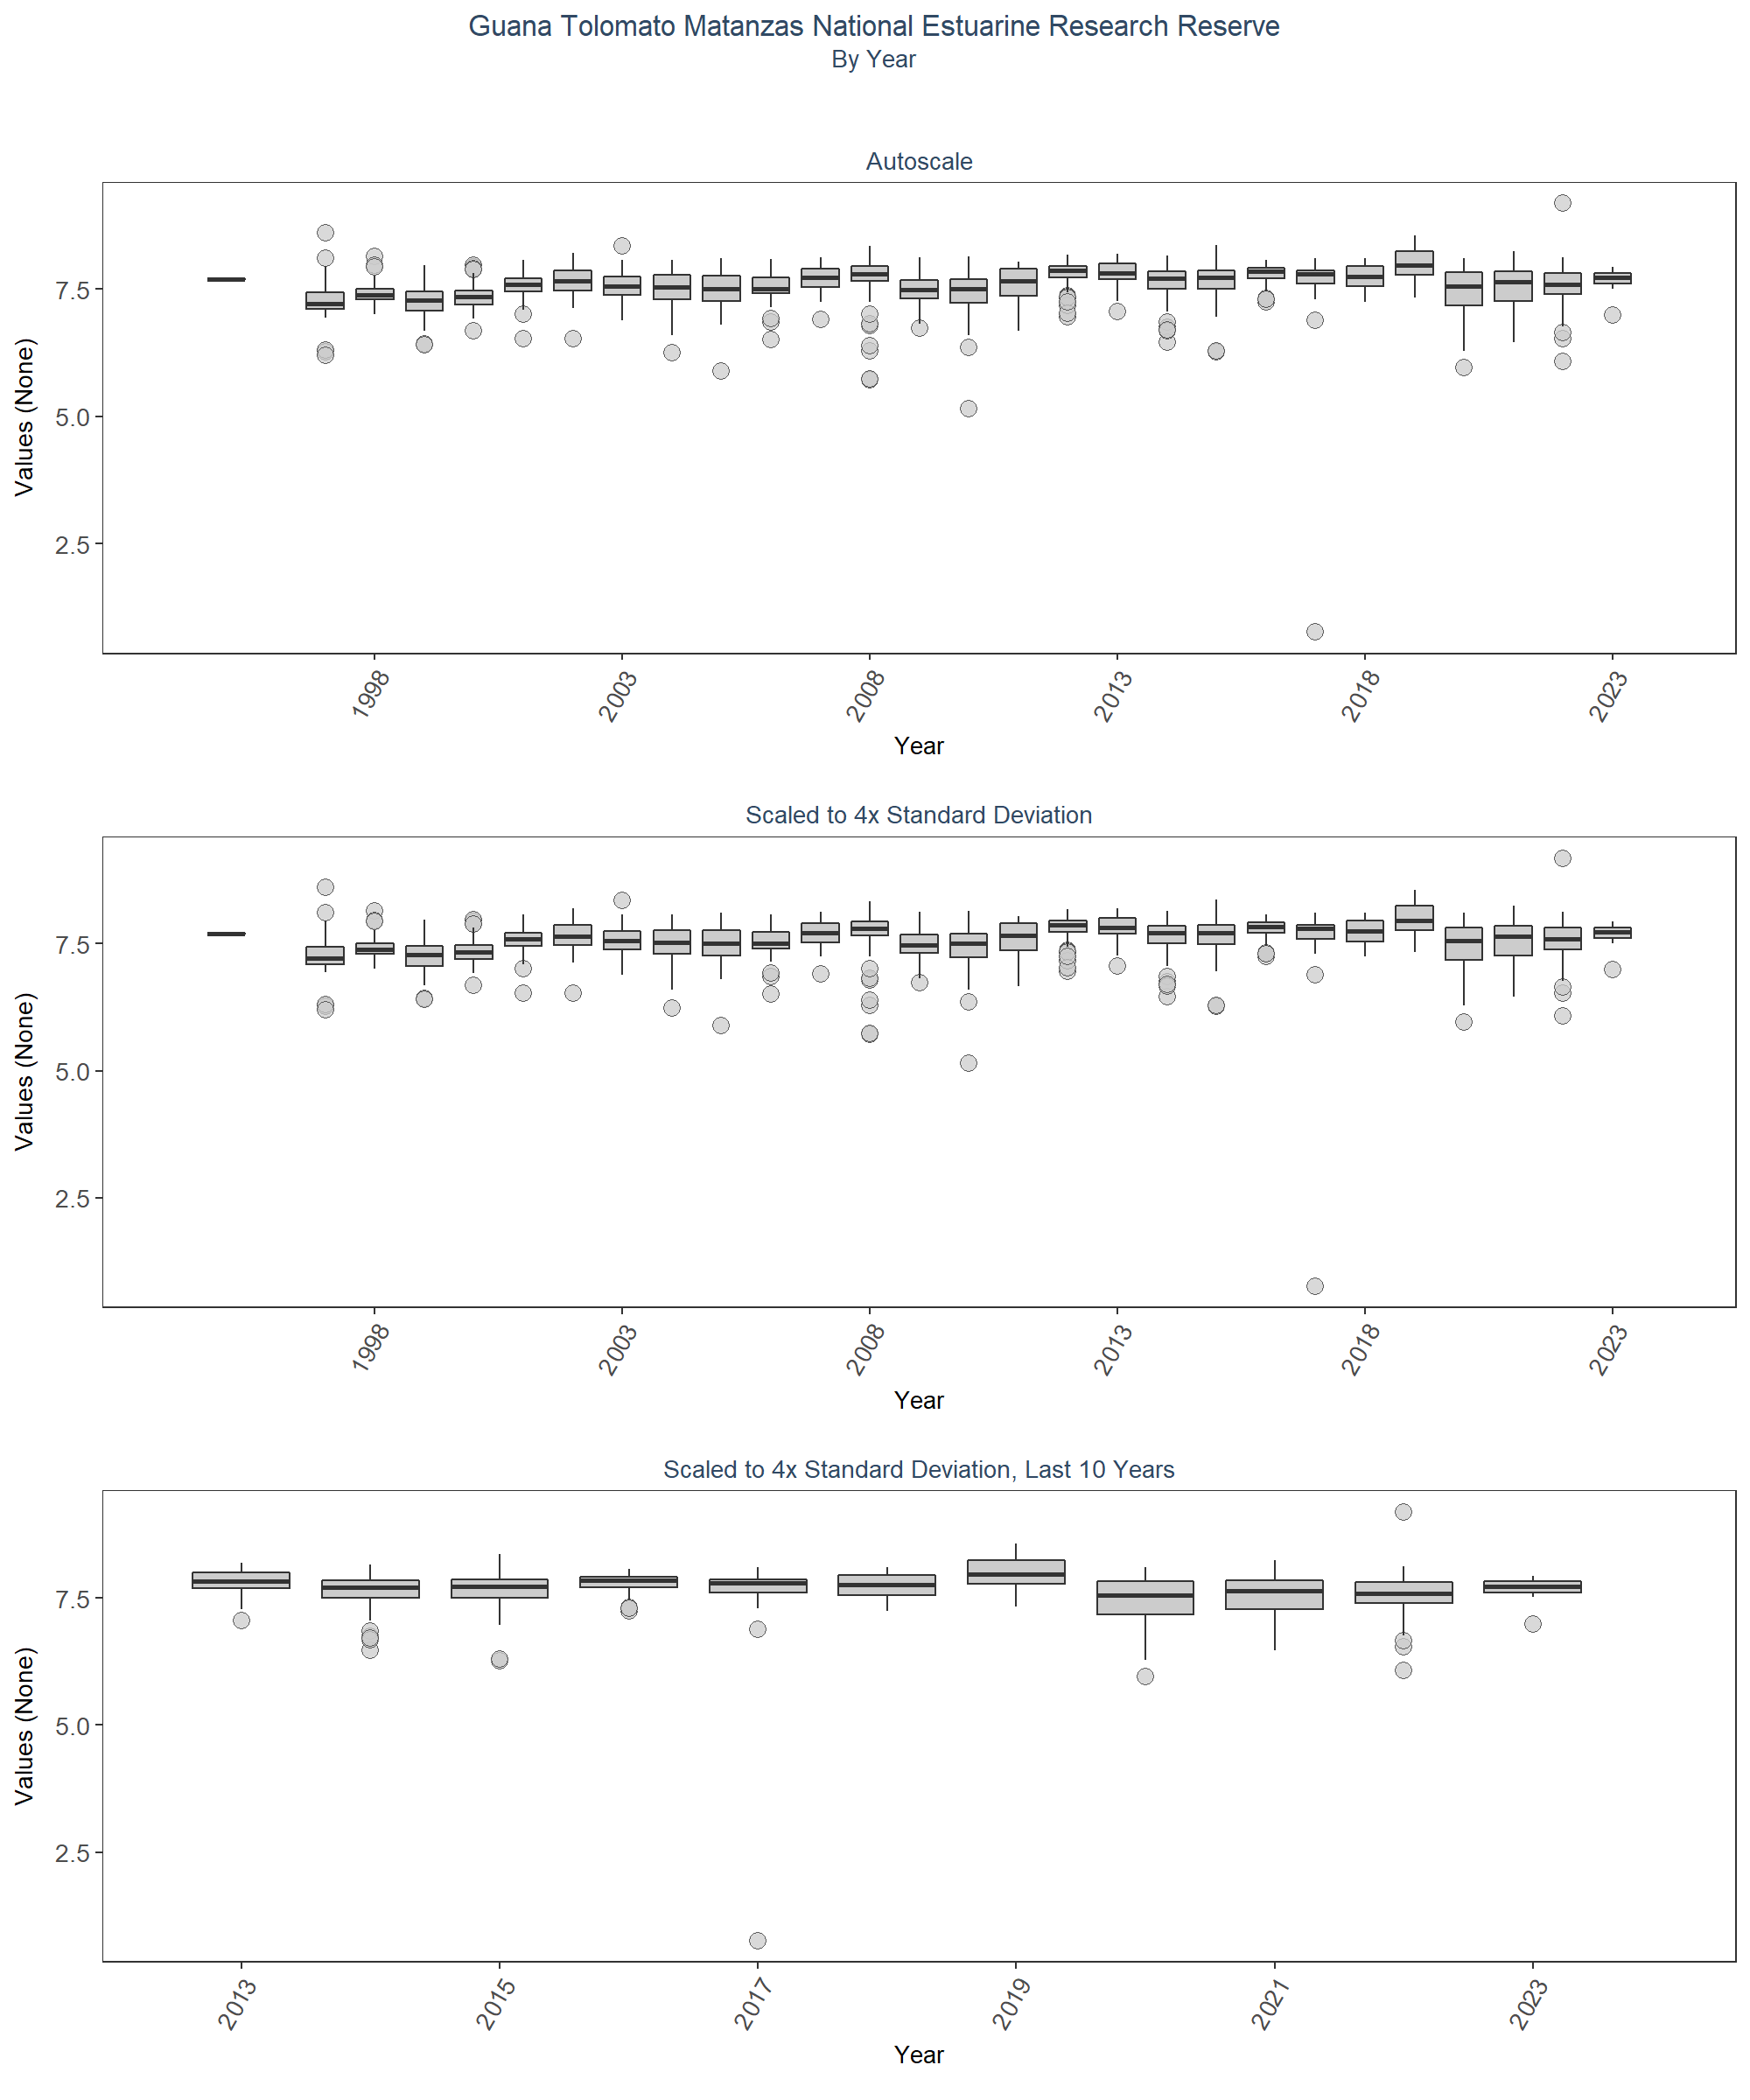 Guana Tolomato Matanzas National Estuarine Research Reserve
By Year
Autoscale
Values (None)
7.5
5.0
2.5
1998 2003 2008 2013 2018 2023
Year
Scaled to 4x Standard Deviation
Values (None)
7.5
5.0
2.5
1998 2003 2008 2013 2018 2023
Year
Scaled to 4x Standard Deviation, Last 10 Years
Values (None)
7.5
5.0
2.5
2013 2015 2017 2019 2021 2023
Year